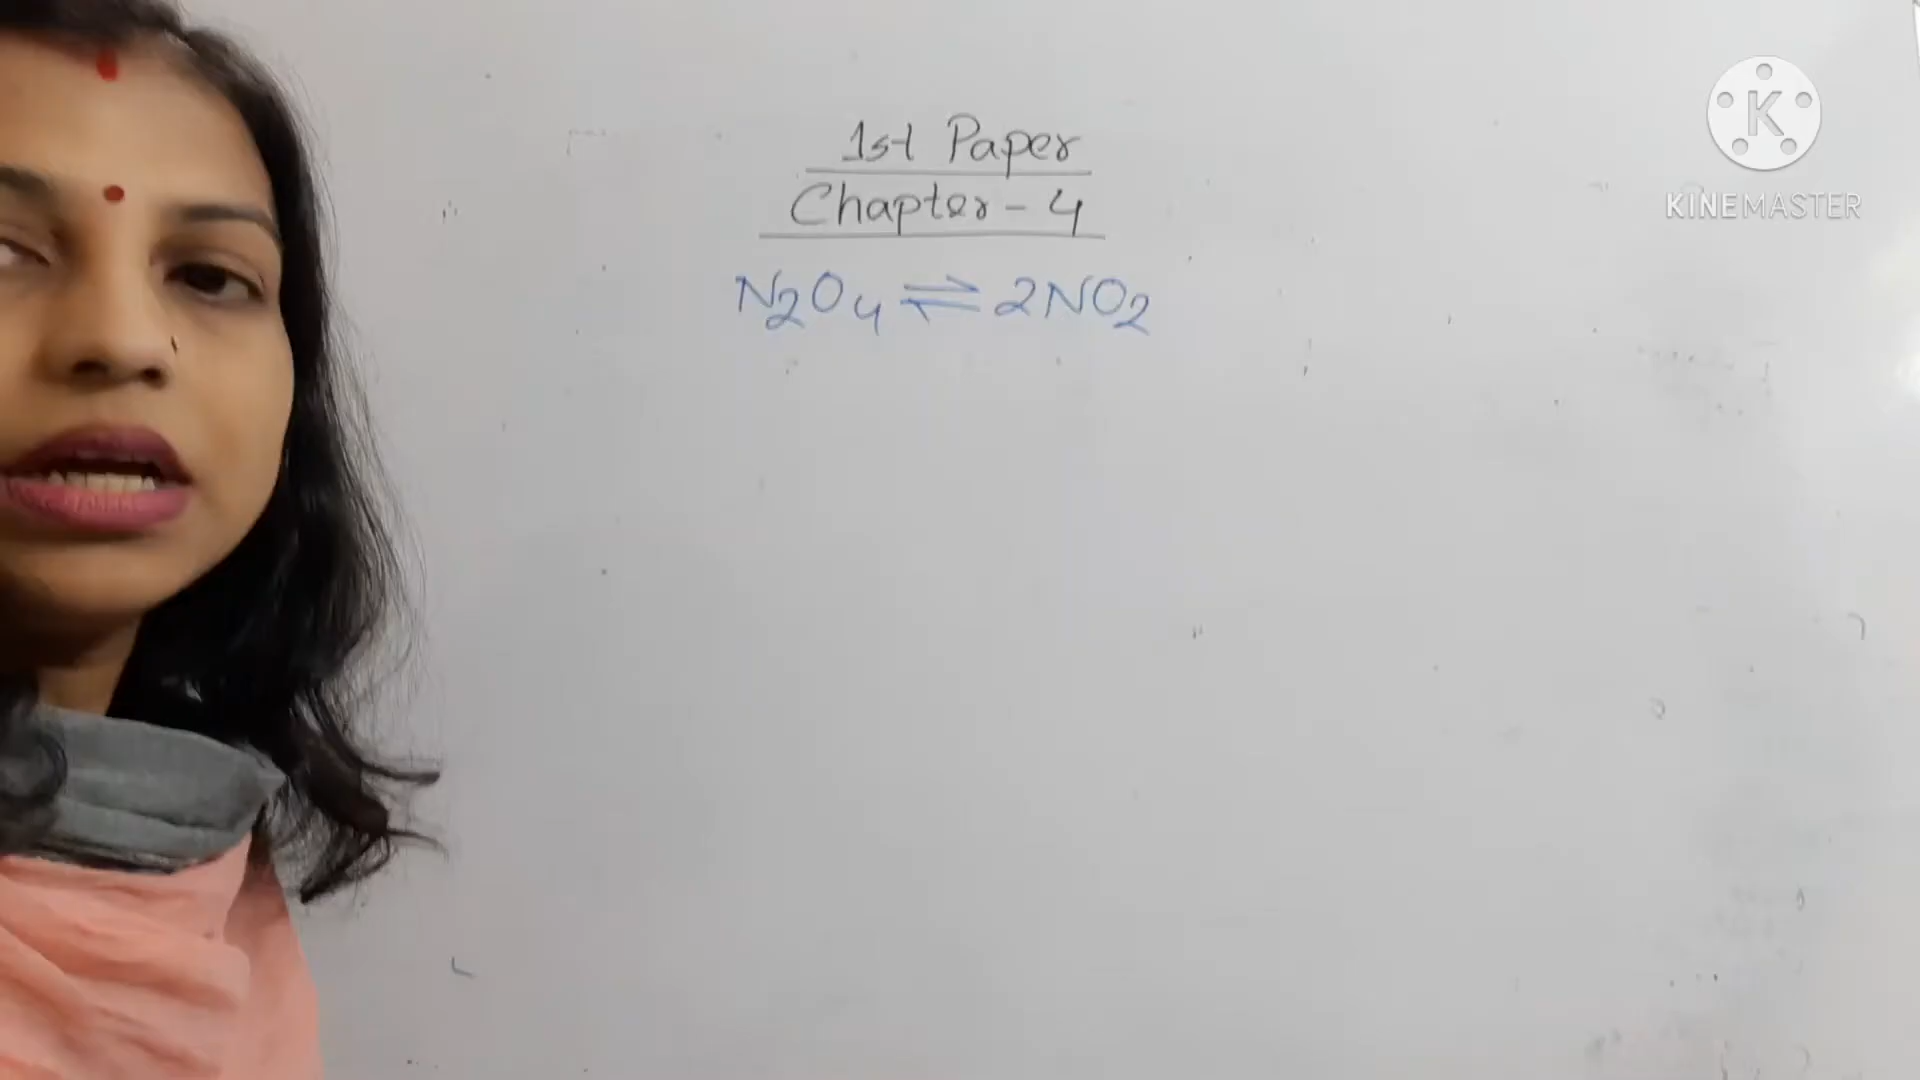 1st Paper
Chapter - 4
N2O4 ⇌ 2NO2
K
KINEMASTER